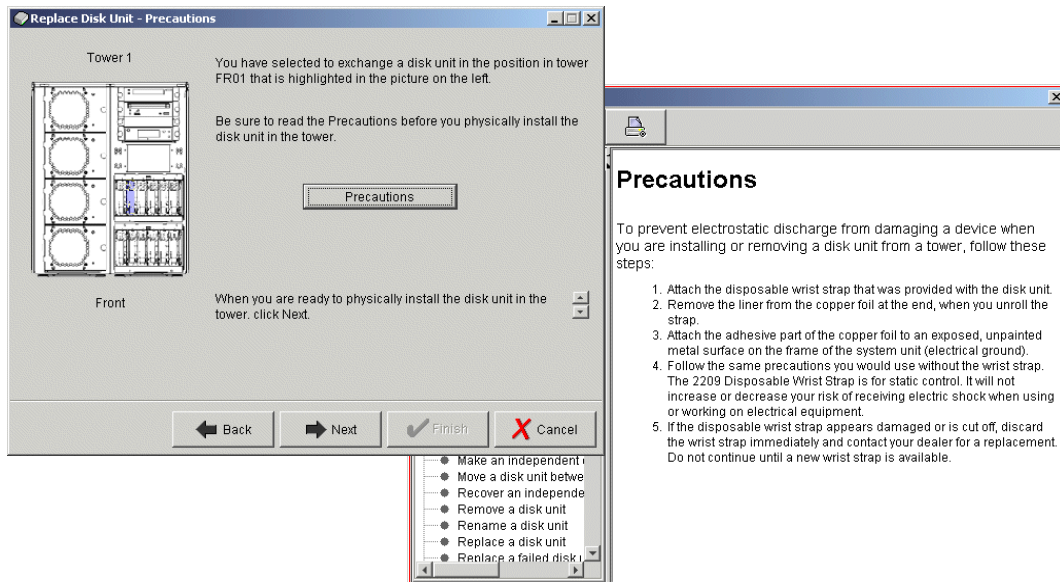 Replace Disk Unit - Precautions
Tower 1
You have selected to exchange a disk unit in the position in tower
FR01 that is highlighted in the picture on the left.
Be sure to read the Precautions before you physically install the
disk unit in the tower.
Precautions
Front
When you are ready to physically install the disk unit in the
tower. click Next.
Back
Next
Finish
Cancel
Precautions
To prevent electrostatic discharge from damaging a device when
you are installing or removing a disk unit from a tower, follow these
steps:
1. Attach the disposable wrist strap that was provided with the disk unit.
2. Remove the liner from the copper foil at the end, when you unroll the
strap.
3. Attach the adhesive part of the copper foil to an exposed, unpainted
metal surface on the frame of the system unit (electrical ground).
4. Follow the same precautions you would use without the wrist strap.
The 2209 Disposable Wrist Strap is for static control. It will not
increase or decrease your risk of receiving electric shock when using
or working on electrical equipment.
5. If the disposable wrist strap appears damaged or is cut off, discard
the wrist strap immediately and contact your dealer for a replacement.
Do not continue until a new wrist strap is available.
Make an independent
Move a disk unit betwe
Recover an independe
Remove a disk unit
Rename a disk unit
Replace a disk unit
Replace a failed disk